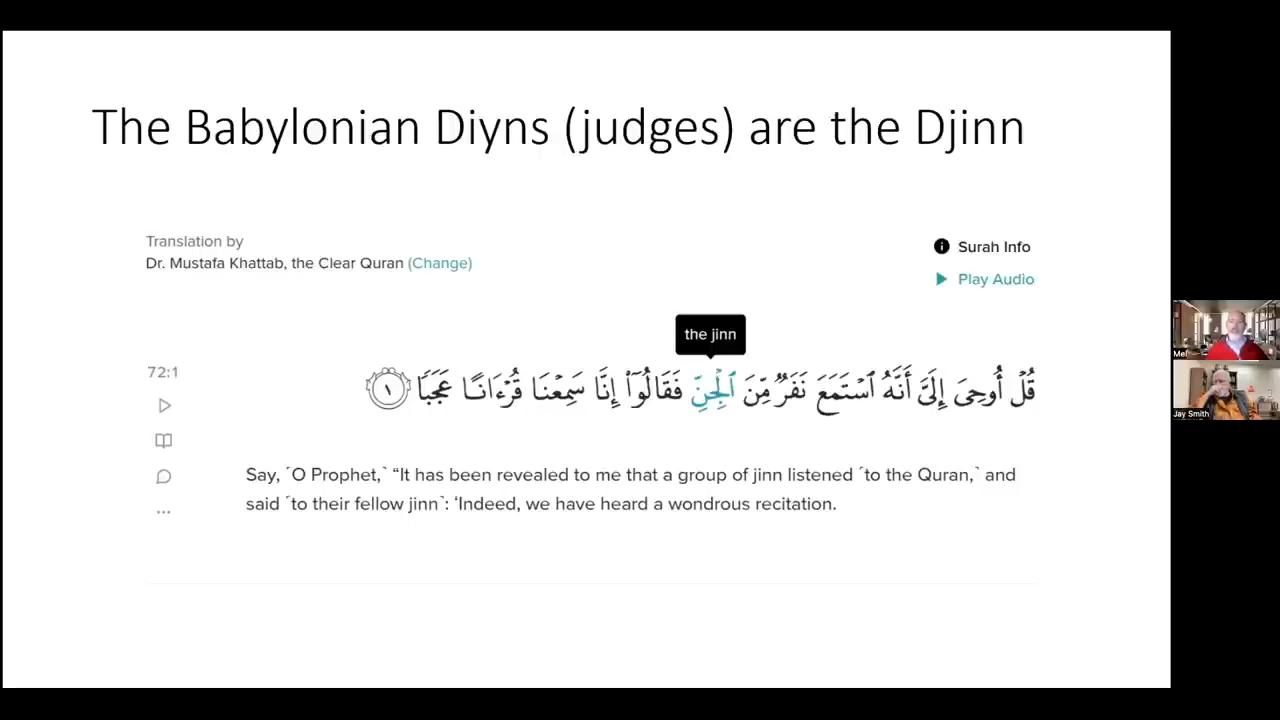 The Babylonian Diyns (judges) are the Djinn
Translation by
Dr. Mustafa Khattab, the Clear Quran (Change)
Surah Info
Play Audio
the jinn
72:1
قُلْ أُوحِىَ إِلَىَّ أَنَّهُ ٱسْتَمَعَ نَفَرٌۭ مِّنَ ٱلْجِنِّ فَقَالُوٓا۟ إِنَّا سَمِعْنَا قُرْءَانًا عَجَبًۭا ١
Say, ˹O Prophet,˺ “It has been revealed to me that a group of jinn listened ˹to the Quran,˺ and
said ˹to their fellow jinn˺: ‘Indeed, we have heard a wondrous recitation.
Mel
Jay Smith